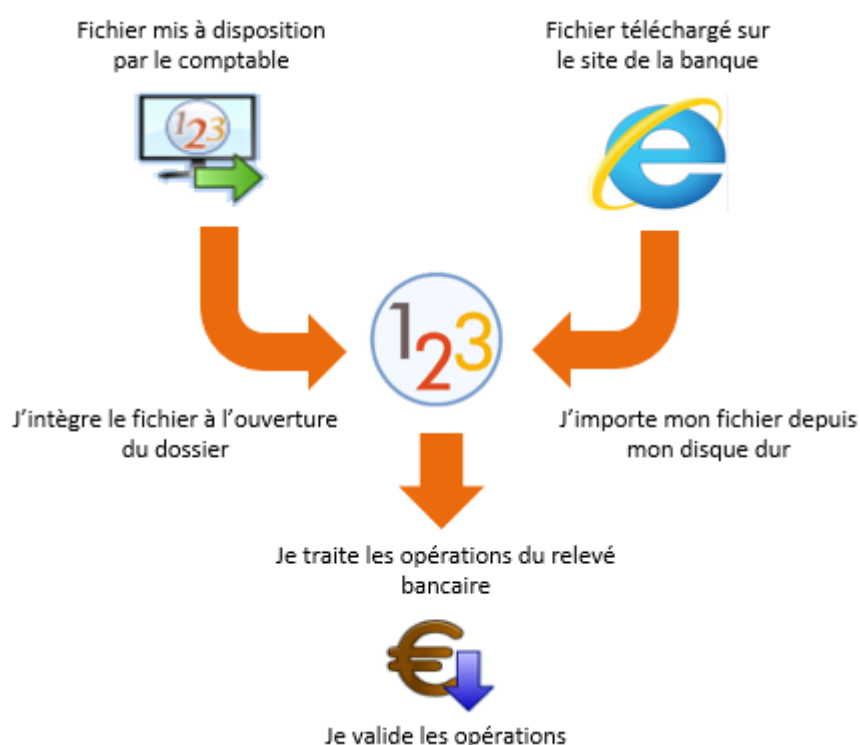 Fichier mis à disposition
par le comptable
Fichier téléchargé sur
le site de la banque
123
123
J'intègre le fichier à l'ouverture
du dossier
J'importe mon fichier depuis
mon disque dur
Je traite les opérations du relevé
bancaire
Je valide les opérations